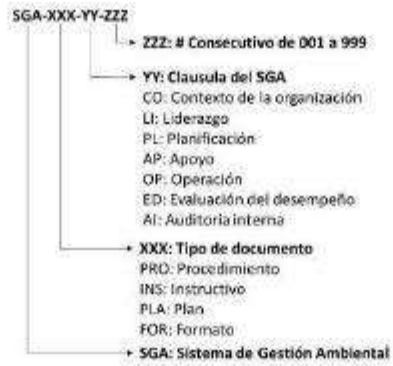 SGA-XXX-YY-ZZZ
ZZZ: # Consecutivo de 001 a 999
YY: Clausula del SGA
CO: Contexto de la organización
LI: Liderazgo
PL: Planificación
AP: Apoyo
OP: Operación
ED: Evaluación del desempeño
AI: Auditoria interna
XXX: Tipo de documento
PRO: Procedimiento
INS: Instructivo
PLA: Plan
FOR: Formato
SGA: Sistema de Gestión Ambiental